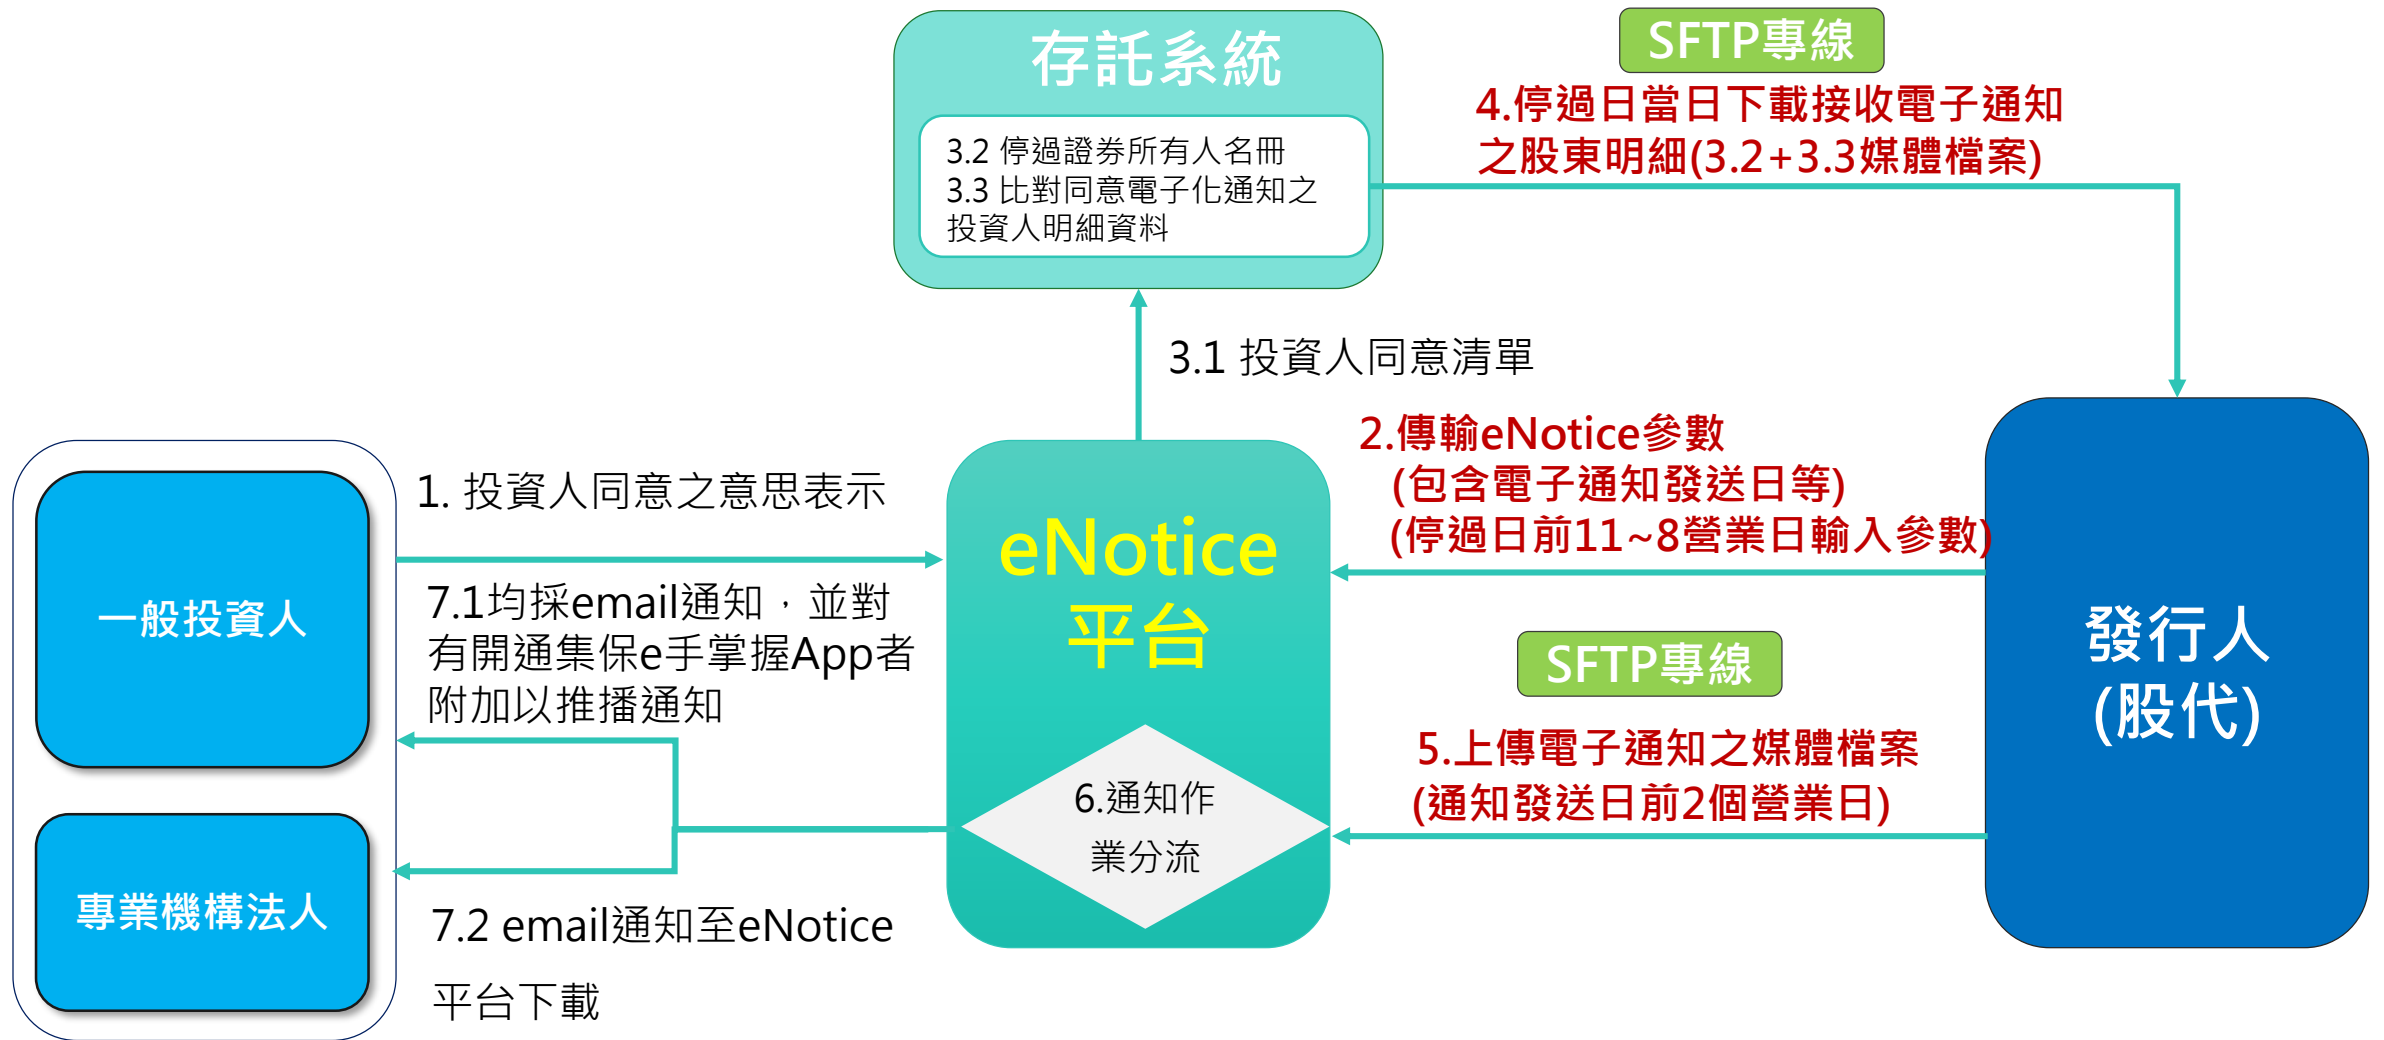 存託系統
3.2 停過證券所有人名冊
3.3 比對同意電子化通知之
投資人明細資料
SFTP專線
4.停過日當日下載接收電子通知
之股東明細(3.2+3.3媒體檔案)
3.1 投資人同意清單
一般投資人
專業機構法人
1. 投資人同意之意思表示
7.1均採email通知，並對
有開通集保e手掌握App者
附加以推播通知
7.2 email通知至eNotice
平台下載
eNotice
平台
6.通知作
業分流
2.傳輸eNotice參數
(包含電子通知發送日等)
(停過日前11~8營業日輸入參數)
SFTP專線
5.上傳電子通知之媒體檔案
(通知發送日前2個營業日)
發行人
(股代)